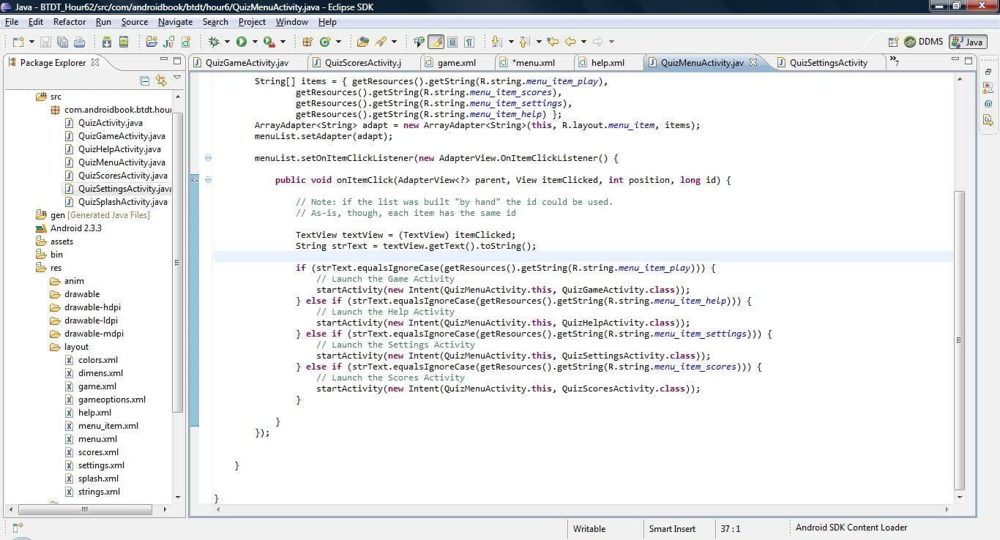 Java - BTDT_Hour62/src/com/androidbook/btdt/hour6/QuizMenuActivity.java - Eclipse SDK
File Edit Refactor Run Source Navigate Search Project Window Help
DDMS Java
Package Explorer
QuizGameActivity.jav QuizScoresActivity.j game.xml *menu.xml help.xml QuizMenuActivity.jav QuizSettingsActivity »7
src
com.androidbook.btdt.hour
QuizActivity.java
QuizGameActivity.java
QuizHelpActivity.java
QuizMenuActivity.java
QuizScoresActivity.java
QuizSettingsActivity.java
QuizSplashActivity.java
gen [Generated Java Files]
Android 2.3.3
assets
bin
res
anim
drawable
drawable-hdpi
drawable-ldpi
drawable-mdpi
layout
colors.xml
dimens.xml
game.xml
gameoptions.xml
help.xml
menu_item.xml
menu.xml
scores.xml
settings.xml
splash.xml
strings.xml
String[] items = { getResources().getString(R.string.menu_item_play),
getResources().getString(R.string.menu_item_scores),
getResources().getString(R.string.menu_item_settings),
getResources().getString(R.string.menu_item_help) };
ArrayAdapter<String> adapt = new ArrayAdapter<String>(this, R.layout.menu_item, items);
menuList.setAdapter(adapt);
menuList.setOnItemClickListener(new AdapterView.OnItemClickListener() {
public void onItemClick(AdapterView<?> parent, View itemClicked, int position, long id) {
// Note: if the list was built "by hand" the id could be used.
// As-is, though, each item has the same id
TextView textView = (TextView) itemClicked;
String strText = textView.getText().toString();
if (strText.equalsIgnoreCase(getResources().getString(R.string.menu_item_play))) {
// Launch the Game Activity
startActivity(new Intent(QuizMenuActivity.this, QuizGameActivity.class));
} else if (strText.equalsIgnoreCase(getResources().getString(R.string.menu_item_help))) {
// Launch the Help Activity
startActivity(new Intent(QuizMenuActivity.this, QuizHelpActivity.class));
} else if (strText.equalsIgnoreCase(getResources().getString(R.string.menu_item_settings))) {
// Launch the Settings Activity
startActivity(new Intent(QuizMenuActivity.this, QuizSettingsActivity.class));
} else if (strText.equalsIgnoreCase(getResources().getString(R.string.menu_item_scores))) {
// Launch the Scores Activity
startActivity(new Intent(QuizMenuActivity.this, QuizScoresActivity.class));
}
}
});
}
}
Writable Smart Insert 37 : 1 Android SDK Content Loader